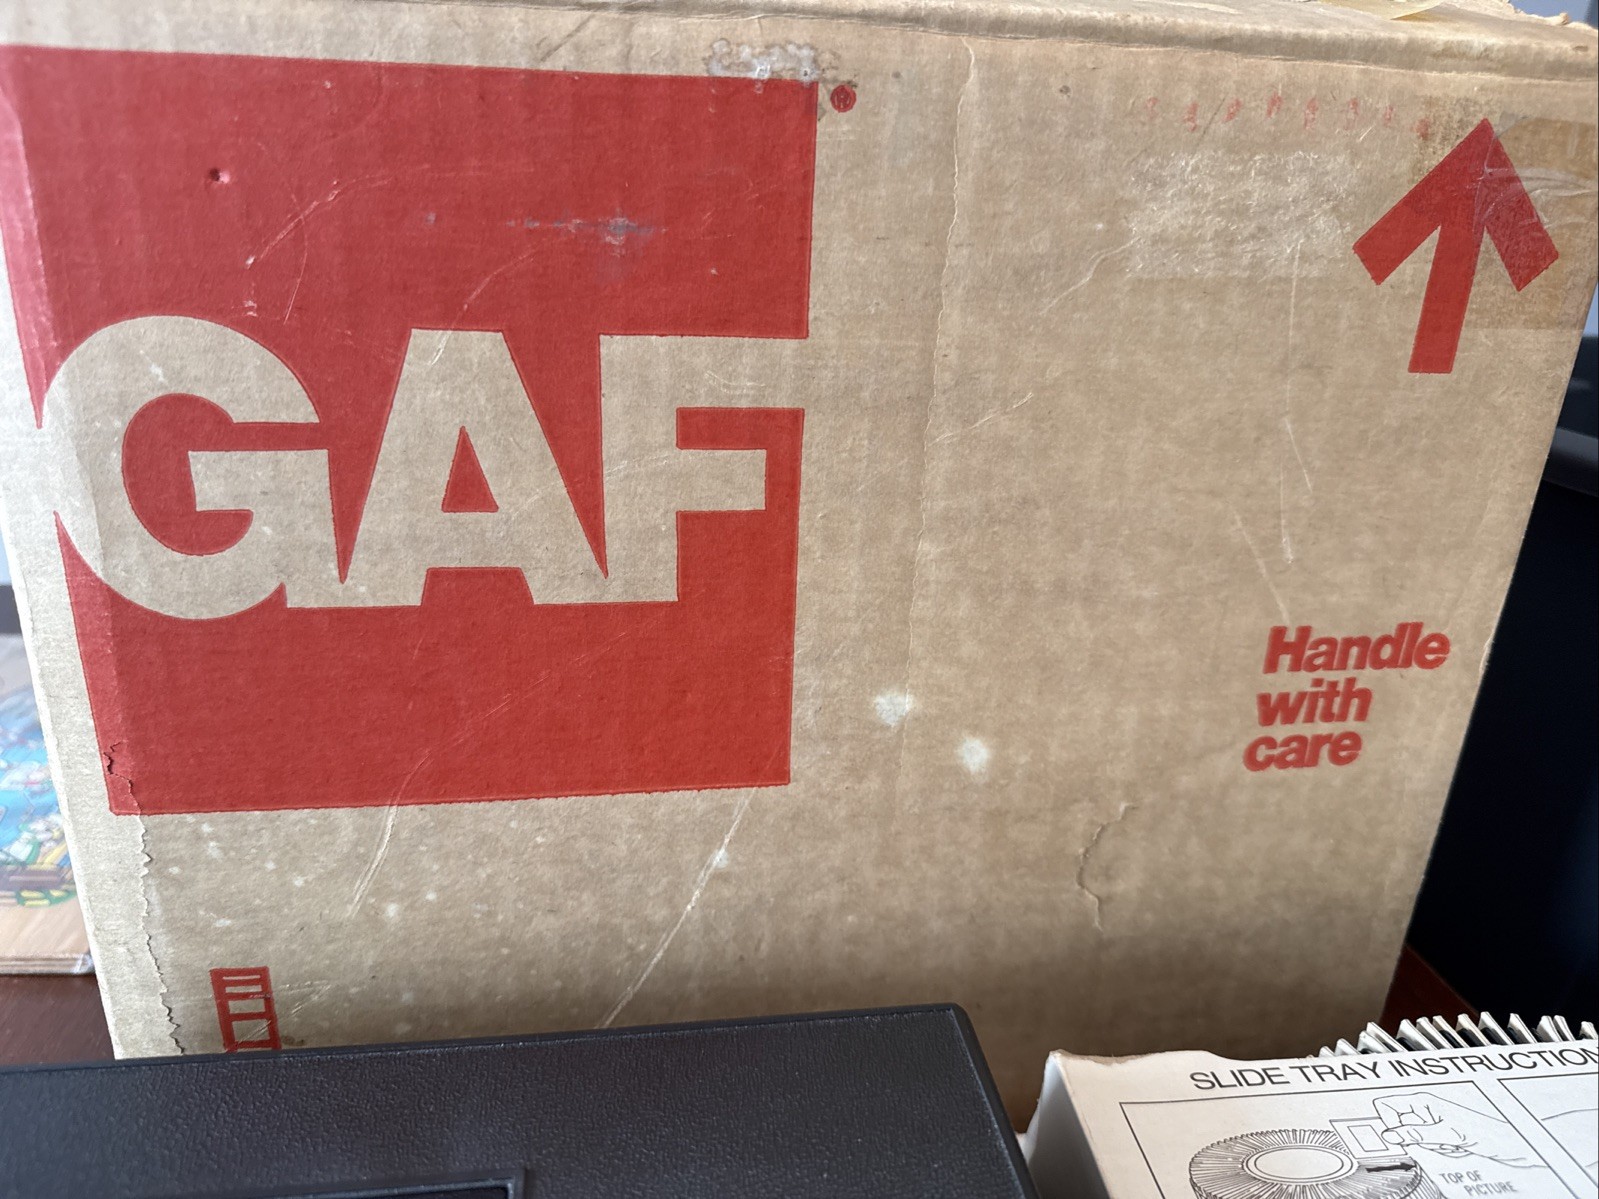 GAF®
Handle
with
care
SLIDE TRAY INSTRUCTION
TOP OF
PICTURE